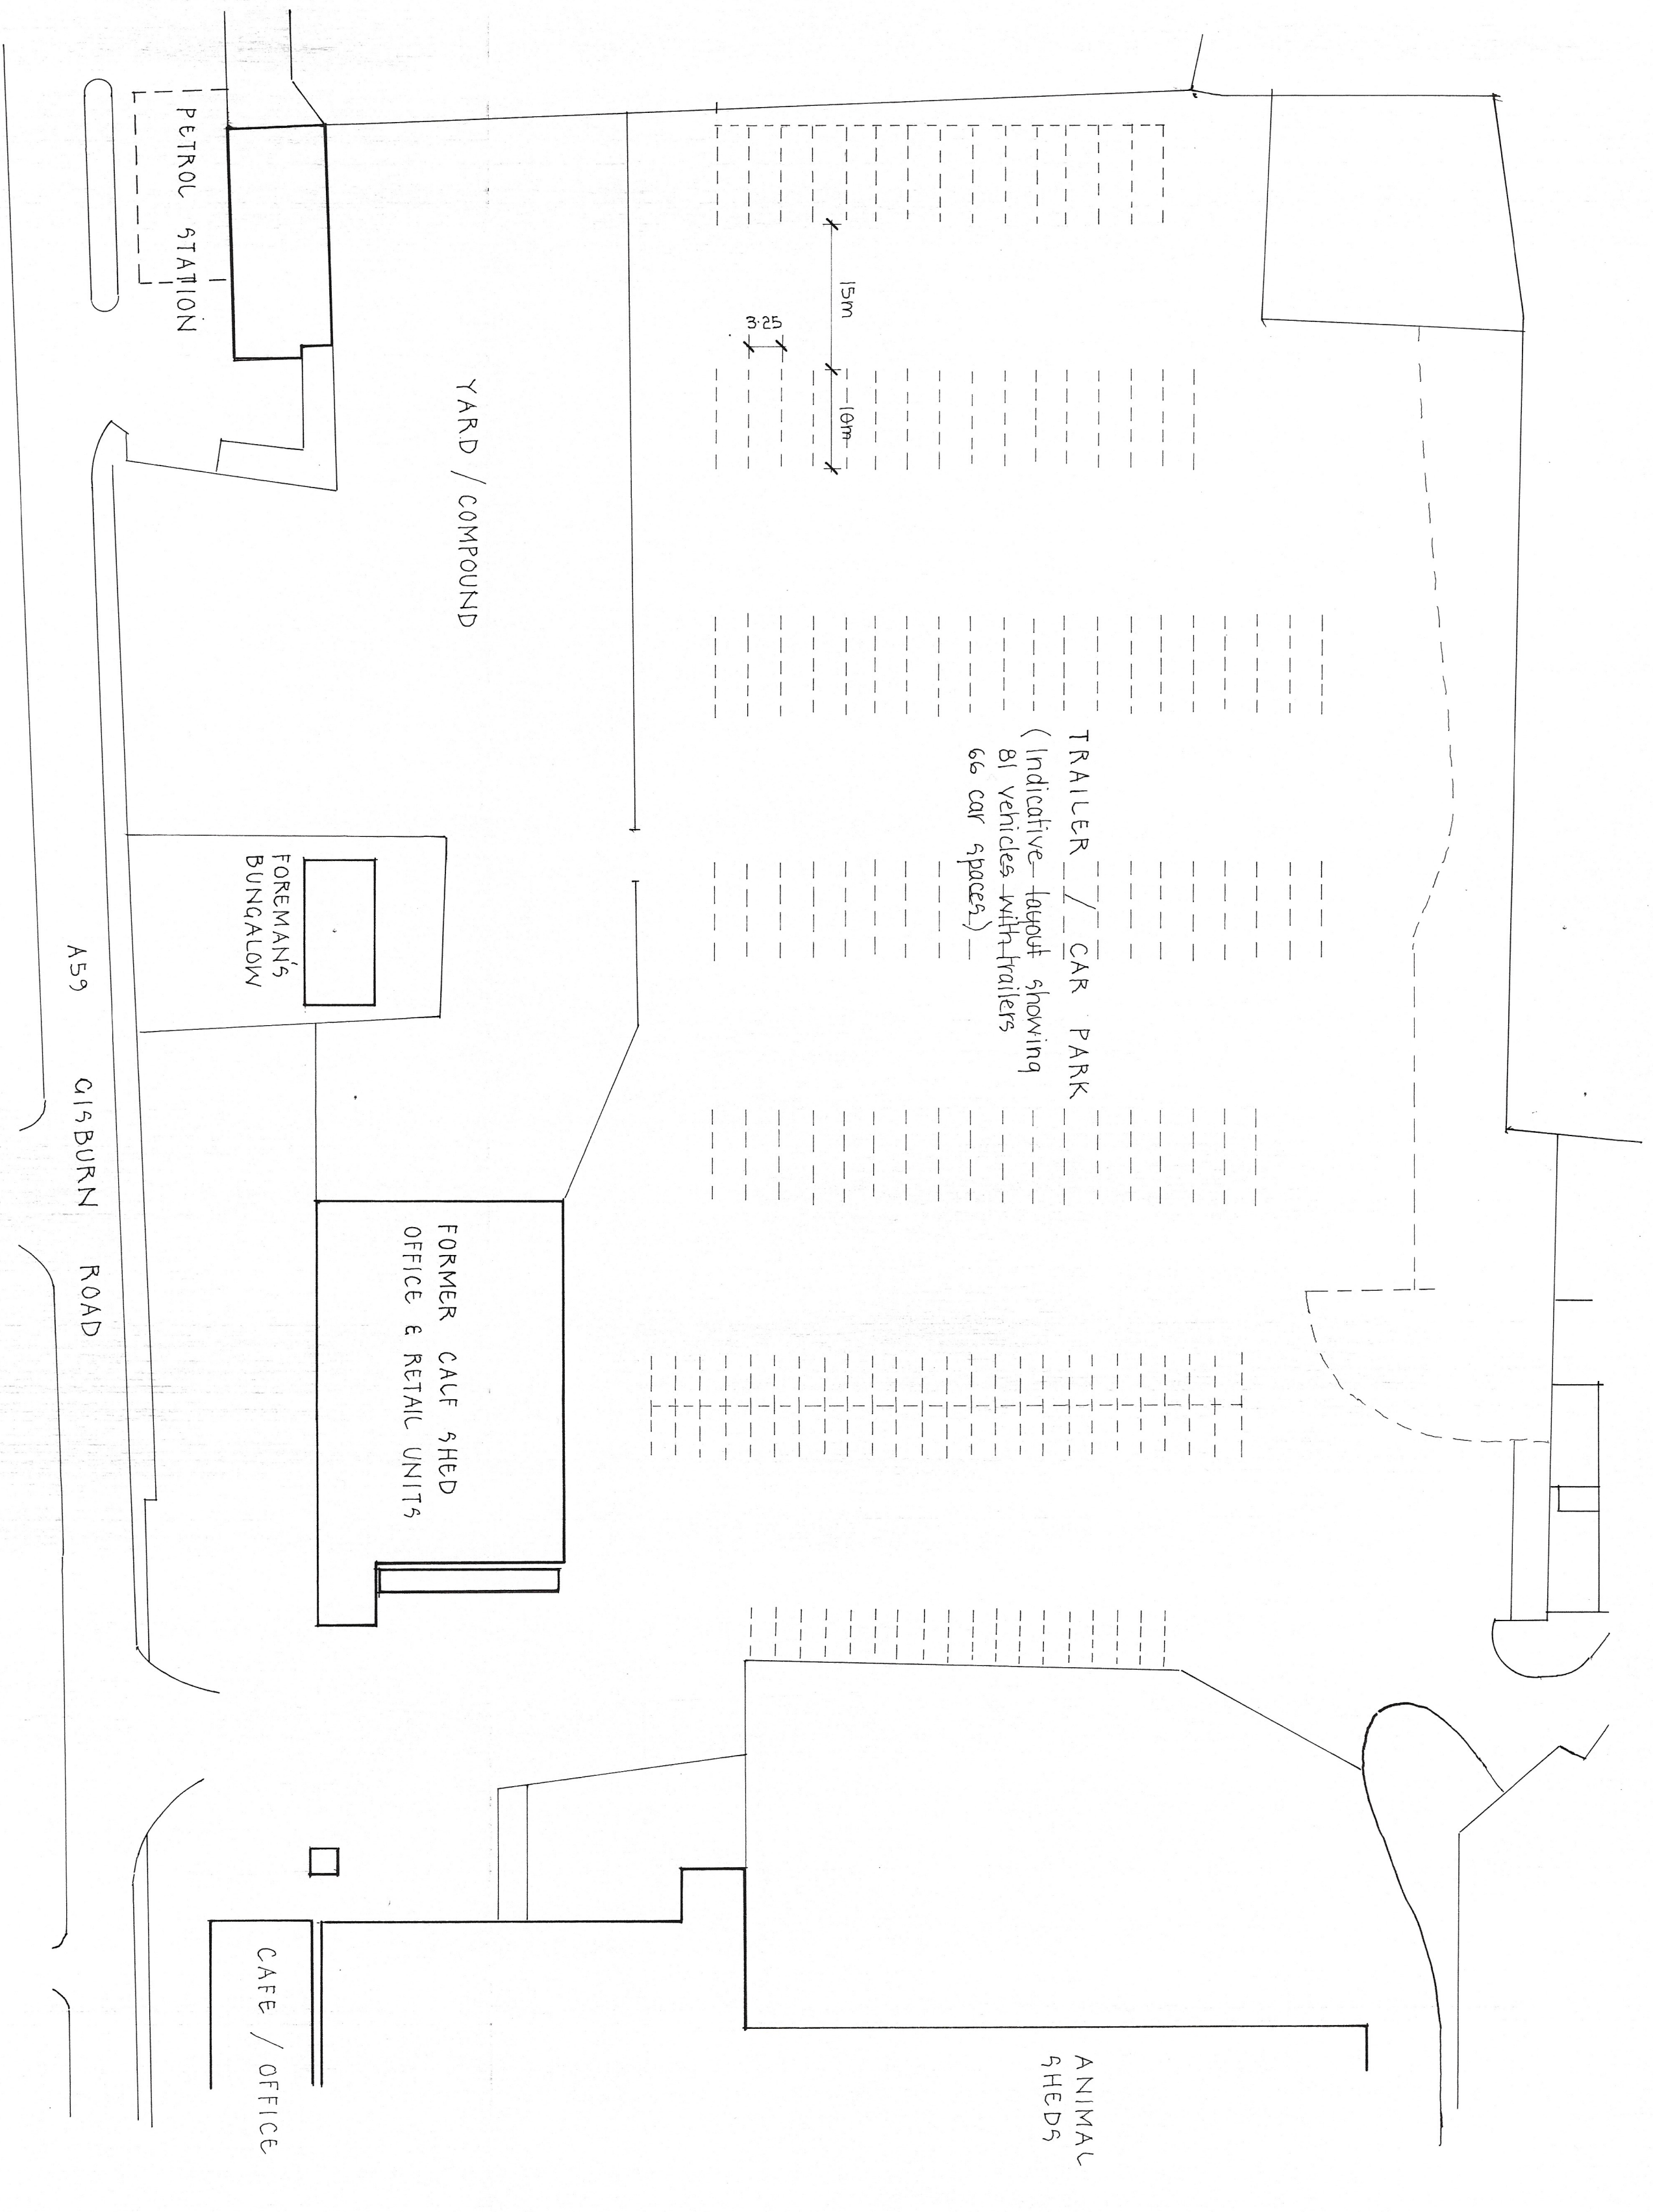 PETROL STATION
15m
3.25
10m
YARD / COMPOUND
TRAILER / CAR PARK
(Indicative layout showing
81 vehicles with trailers
66 car spaces)
FOREMAN'S
BUNGALOW
A59 GISBURN ROAD
FORMER CALF SHED
OFFICE & RETAIL UNITS
CAFE / OFFICE
ANIMAL
SHEDS